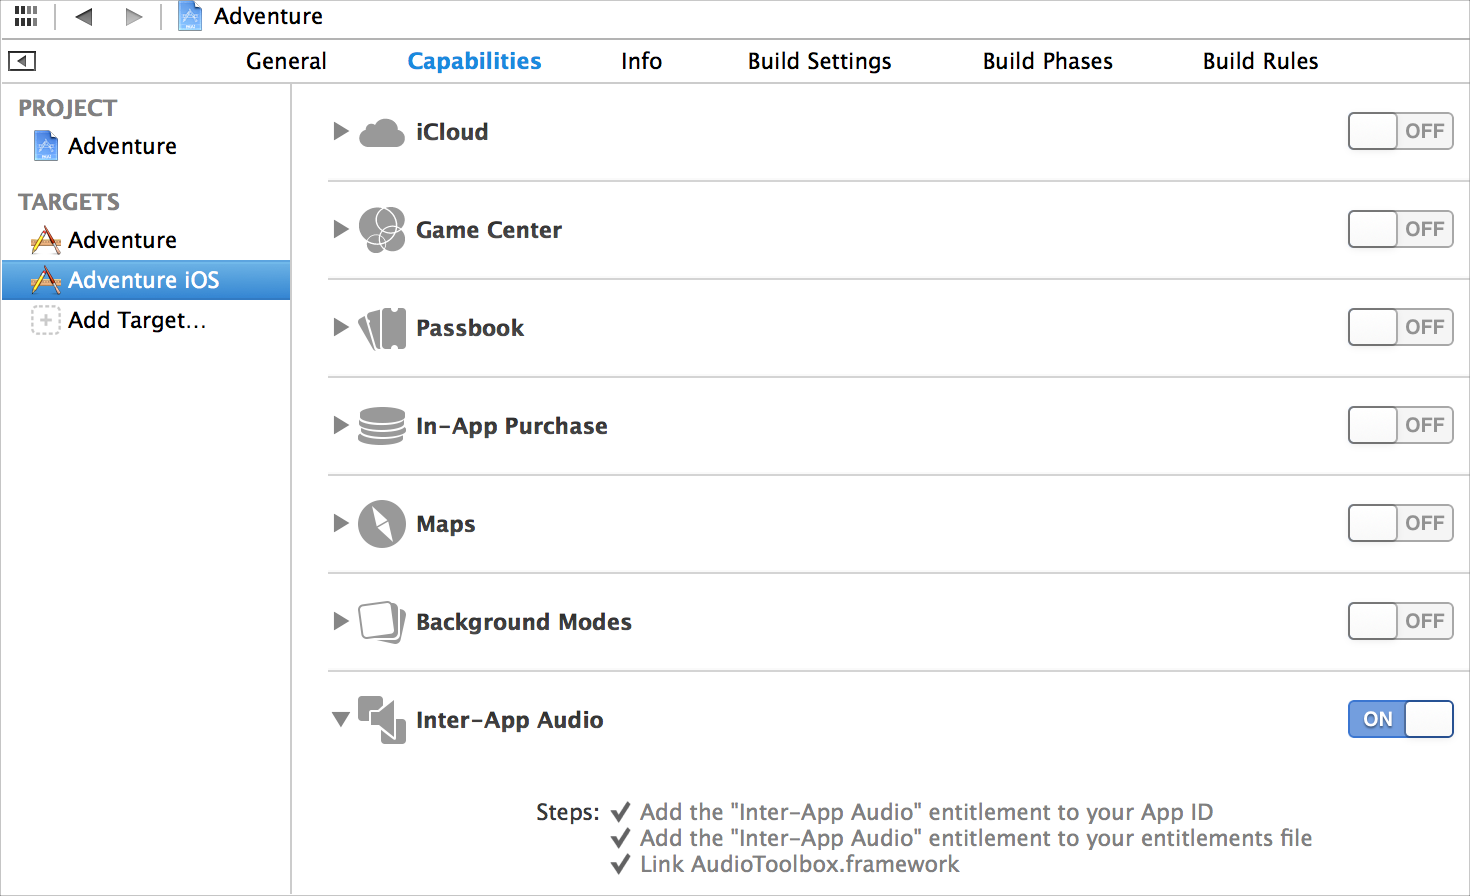 Adventure
General Capabilities Info Build Settings Build Phases Build Rules
PROJECT
Adventure
TARGETS
Adventure
Adventure iOS
Add Target...
iCloud OFF
Game Center OFF
Passbook OFF
In-App Purchase OFF
Maps OFF
Background Modes OFF
Inter-App Audio ON
Steps: ✔ Add the "Inter-App Audio" entitlement to your App ID
✔ Add the "Inter-App Audio" entitlement to your entitlements file
✔ Link AudioToolbox.framework